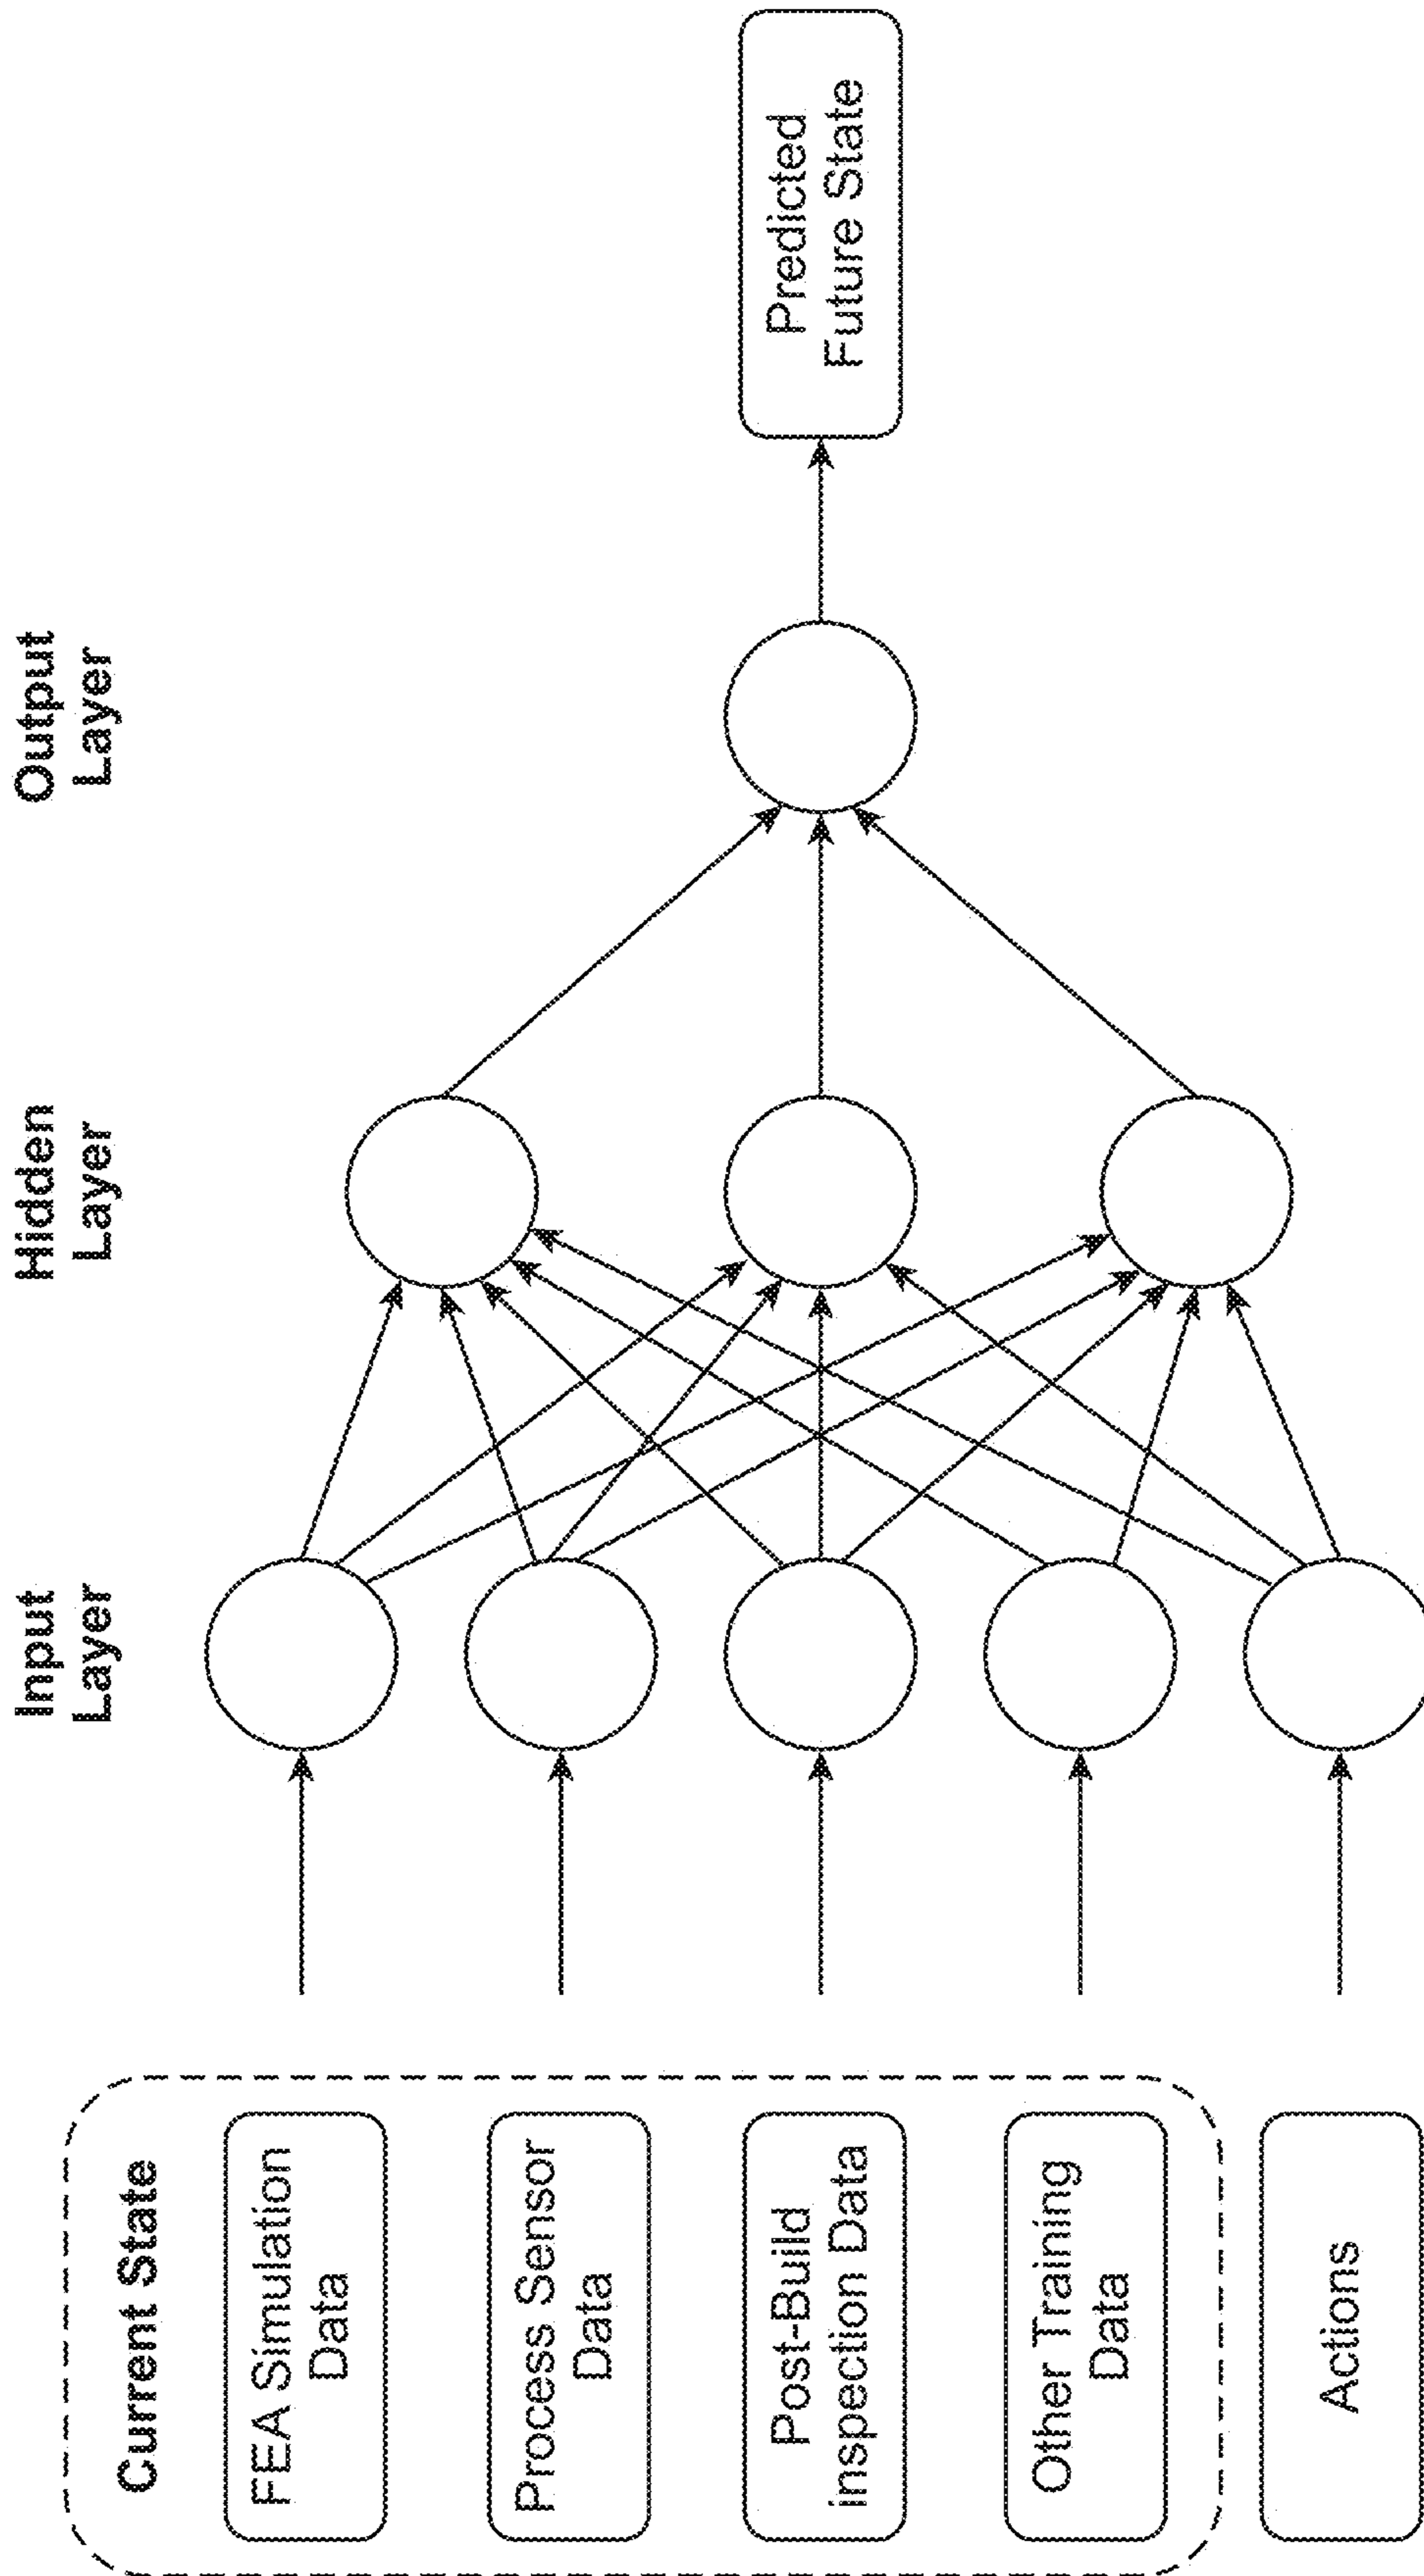 Input
Layer
Hidden
Layer
Output
Layer
Current State
FEA Simulation
Data
Process Sensor
Data
Post-Build
inspection Data
Other Training
Data
Actions
Predicted
Future State